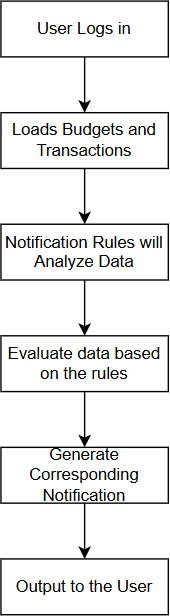 User Logs in
Loads Budgets and
Transactions
Notification Rules will
Analyze Data
Evaluate data based
on the rules
Generate
Corresponding
Notification
Output to the User